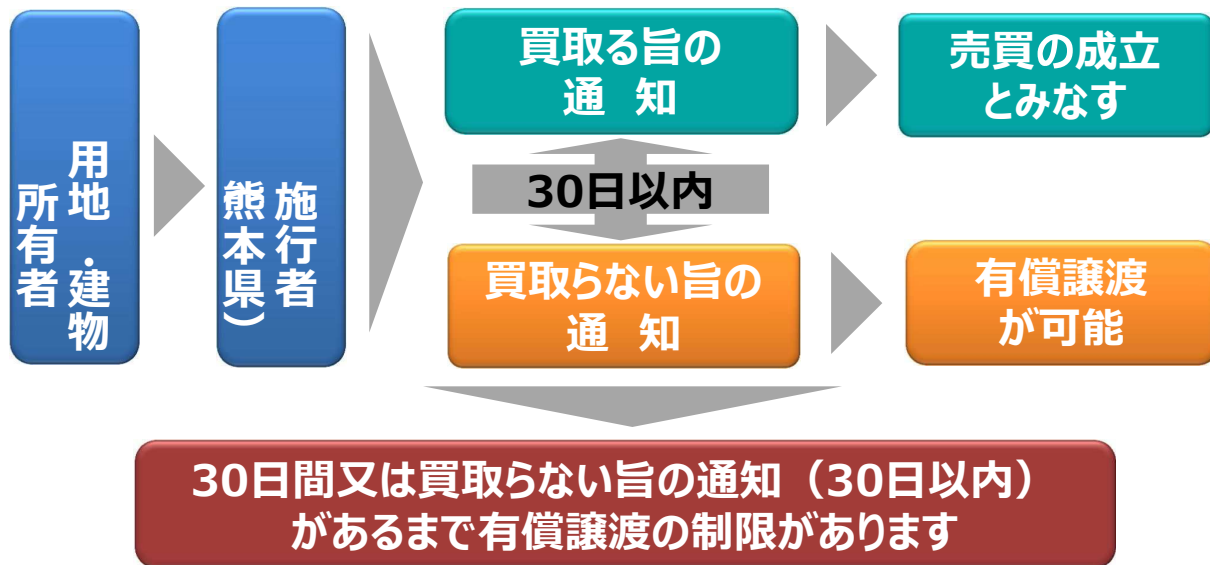 用地・建物
所有者
施行者
熊本県)
買取る旨の
通 知
売買の成立
とみなす
30日以内
買取らない旨の
通 知
有償譲渡
が可能
30日間又は買取らない旨の通知(30日以内)
があるまで有償譲渡の制限があります